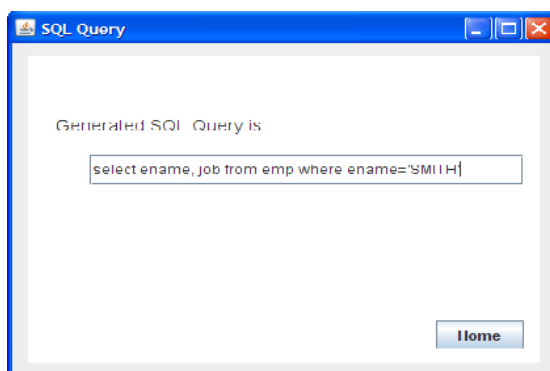 SQL Query
Generated SQL Query is
select ename, job from emp where ename='SMITH'
Home